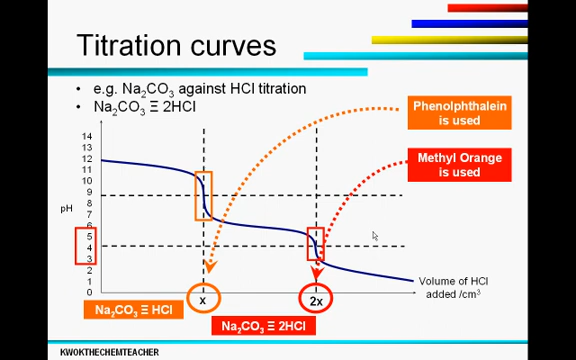 Titration curves
• e.g. Na₂CO₃ against HCl titration
• Na₂CO₃ Ξ 2HCl
Phenolphthalein
is used
Methyl Orange
is used
14
13
12
11
10
9
8
7
6
5
4
3
2
1
0
pH
x
2x
Volume of HCl
added /cm³
Na₂CO₃ Ξ HCl
Na₂CO₃ Ξ 2HCl
KWOKTHECHEMTEACHER